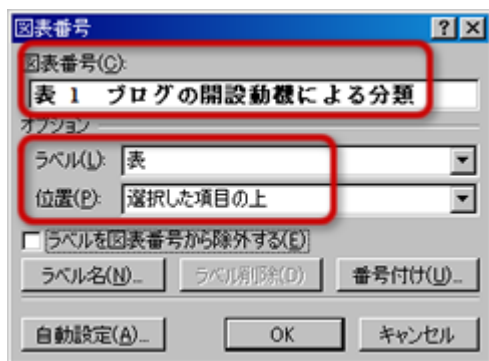 図表番号
図表番号(C):
表 1　ブログの開設動機による分類
オプション
ラベル(L): 表
位置(P): 選択した項目の上
ラベルを図表番号から除外する(E)
ラベル名(N)... ラベル削除(D) 番号付け(U)...
自動設定(A)... OK キャンセル